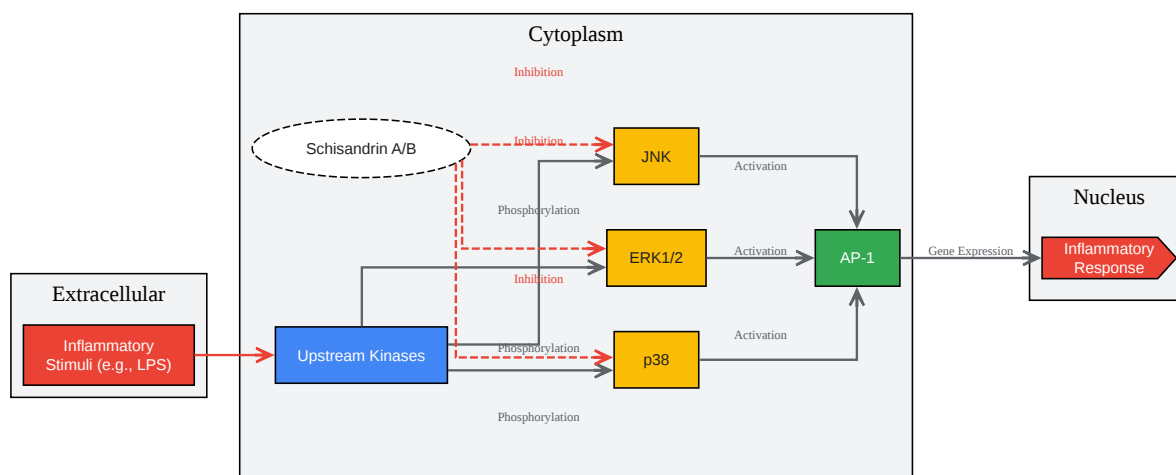 Cytoplasm
Inhibition
Schisandrin A/B
Inhibition
JNK
Activation
Phosphorylation
Nucleus
ERK1/2
Activation
AP-1
Gene Expression
Inflammatory
Response
Inhibition
Extracellular
Inflammatory
Stimuli (e.g., LPS)
Upstream Kinases
Phosphorylation
p38
Activation
Phosphorylation